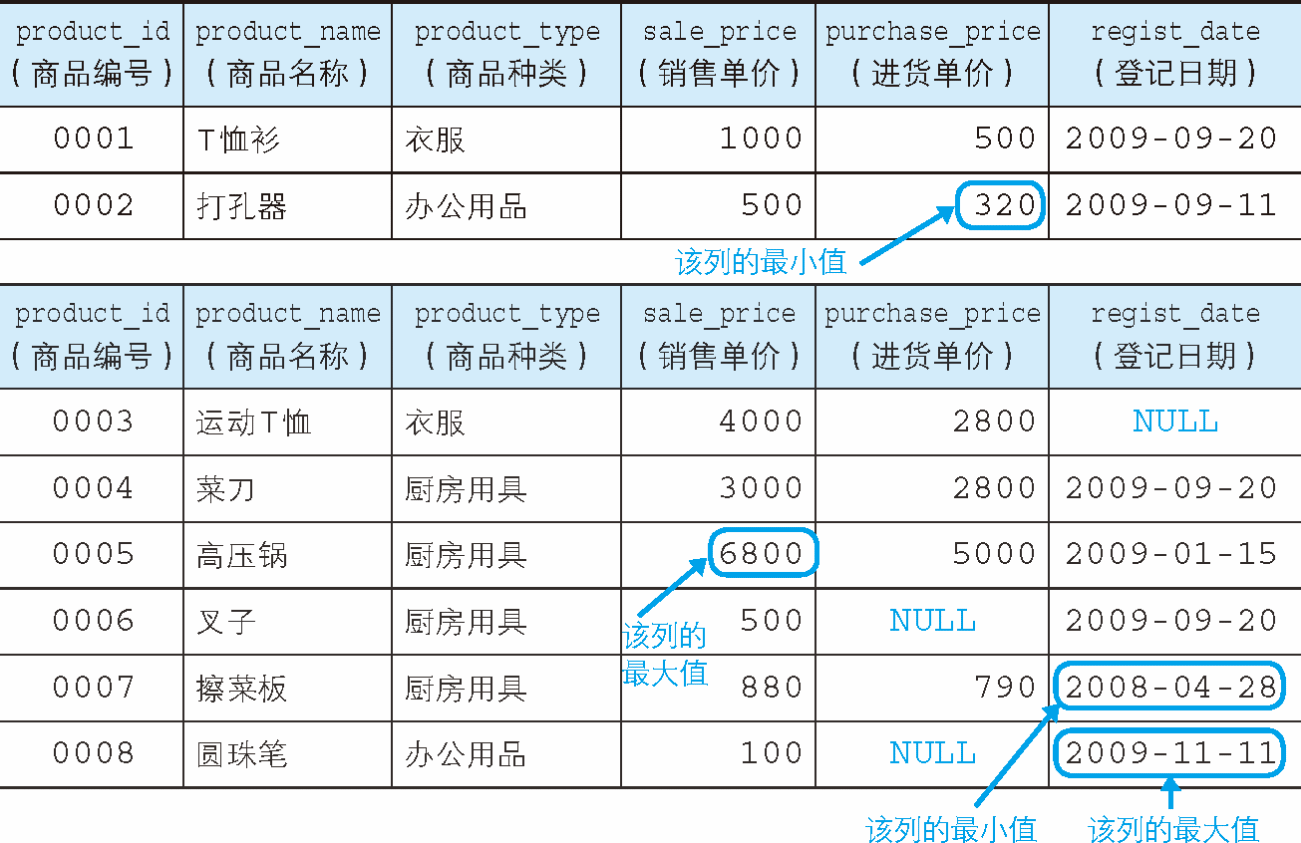 product_id product_name product_type sale_price purchase_price regist_date
(商品编号) (商品名称) (商品种类) (销售单价) (进货单价) (登记日期)
0001 T恤衫 衣服 1000 500 2009-09-20
0002 打孔器 办公用品 500 320 2009-09-11
该列的最小值
product_id product_name product_type sale_price purchase_price regist_date
(商品编号) (商品名称) (商品种类) (销售单价) (进货单价) (登记日期)
0003 运动T恤 衣服 4000 2800 NULL
0004 菜刀 厨房用具 3000 2800 2009-09-20
0005 高压锅 厨房用具 6800 5000 2009-01-15
0006 叉子 厨房用具 500 NULL 2009-09-20
该列的
最大值
0007 擦菜板 厨房用具 880 790 2008-04-28
0008 圆珠笔 办公用品 100 NULL 2009-11-11
该列的最小值 该列的最大值